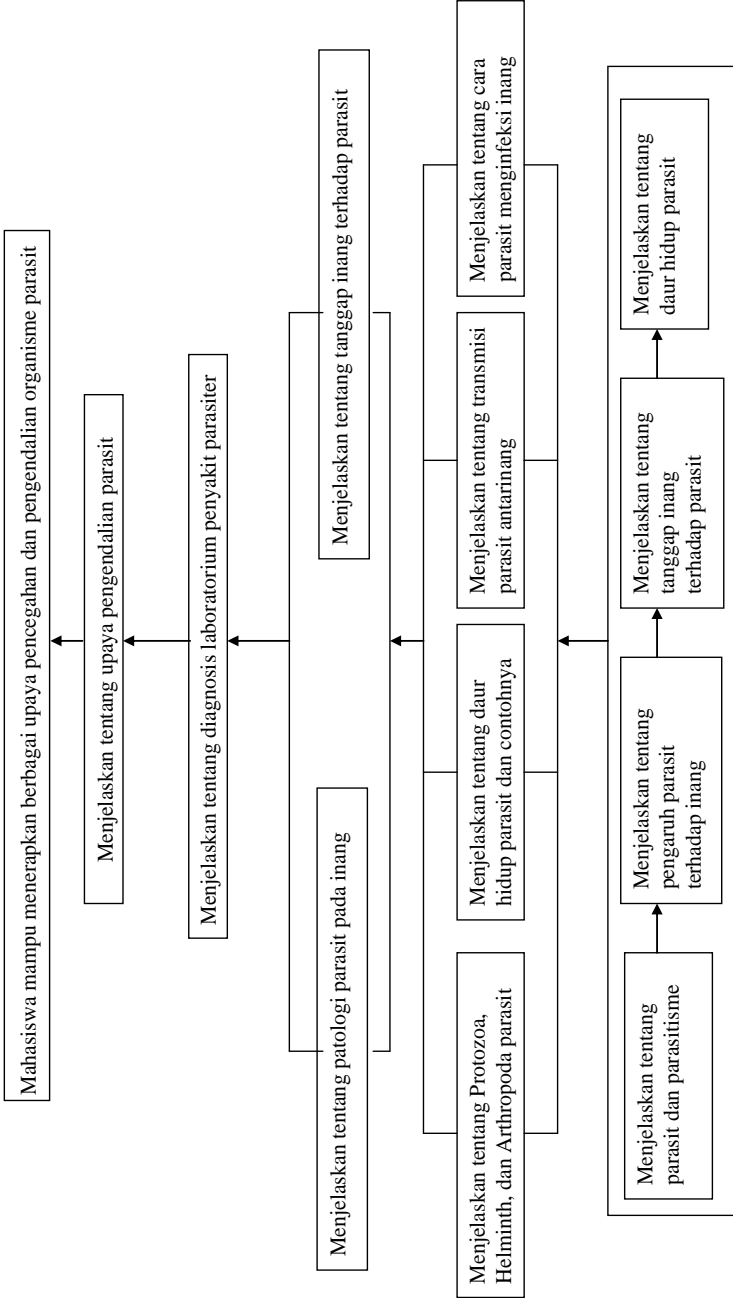 Mahasiswa mampu menerapkan berbagai upaya pencegahan dan pengendalian organisme parasit
Menjelaskan tentang upaya pengendalian parasit
Menjelaskan tentang diagnosis laboratorium penyakit parasiter
Menjelaskan tentang patologi parasit pada inang
Menjelaskan tentang tanggap inang terhadap parasit
Menjelaskan tentang Protozoa,
Helminth, dan Arthropoda parasit
Menjelaskan tentang daur
hidup parasit dan contohnya
Menjelaskan tentang transmisi
parasit antarinang
Menjelaskan tentang cara
parasit menginfeksi inang
Menjelaskan tentang
parasit dan parasitisme
Menjelaskan tentang
pengaruh parasit
terhadap inang
Menjelaskan tentang
tanggap inang
terhadap parasit
Menjelaskan tentang
daur hidup parasit